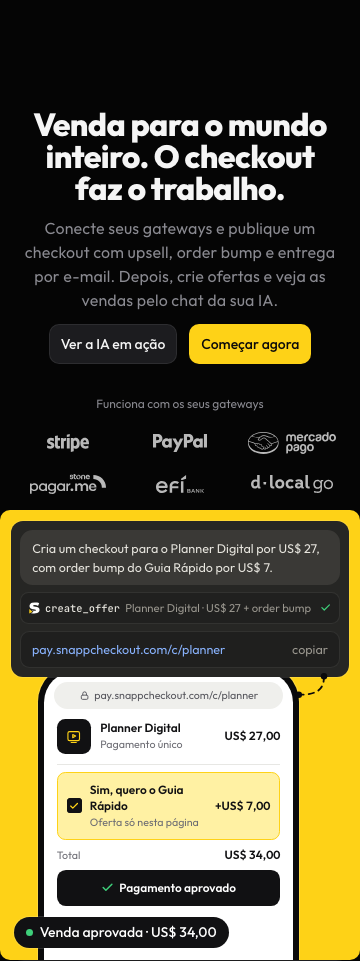 Venda para o mundo
inteiro. O checkout
faz o trabalho.
Conecte seus gateways e publique um
checkout com upsell, order bump e entrega
por e-mail. Depois, crie ofertas e veja as
vendas pelo chat da sua IA.
Ver a IA em ação
Começar agora
Funciona com os seus gateways
stripe
PayPal
mercado
pago
stone
pagar.me
efí
BANK
d·local go
Cria um checkout para o Planner Digital por US$ 27,
com order bump do Guia Rápido por US$ 7.
create_offer Planner Digital · US$ 27 + order bump
pay.snappcheckout.com/c/planner
copiar
pay.snappcheckout.com/c/planner
Planner Digital
Pagamento único
US$ 27,00
Sim, quero o Guia
Rápido
Oferta só nesta página
+US$ 7,00
Total
US$ 34,00
Pagamento aprovado
Venda aprovada · US$ 34,00